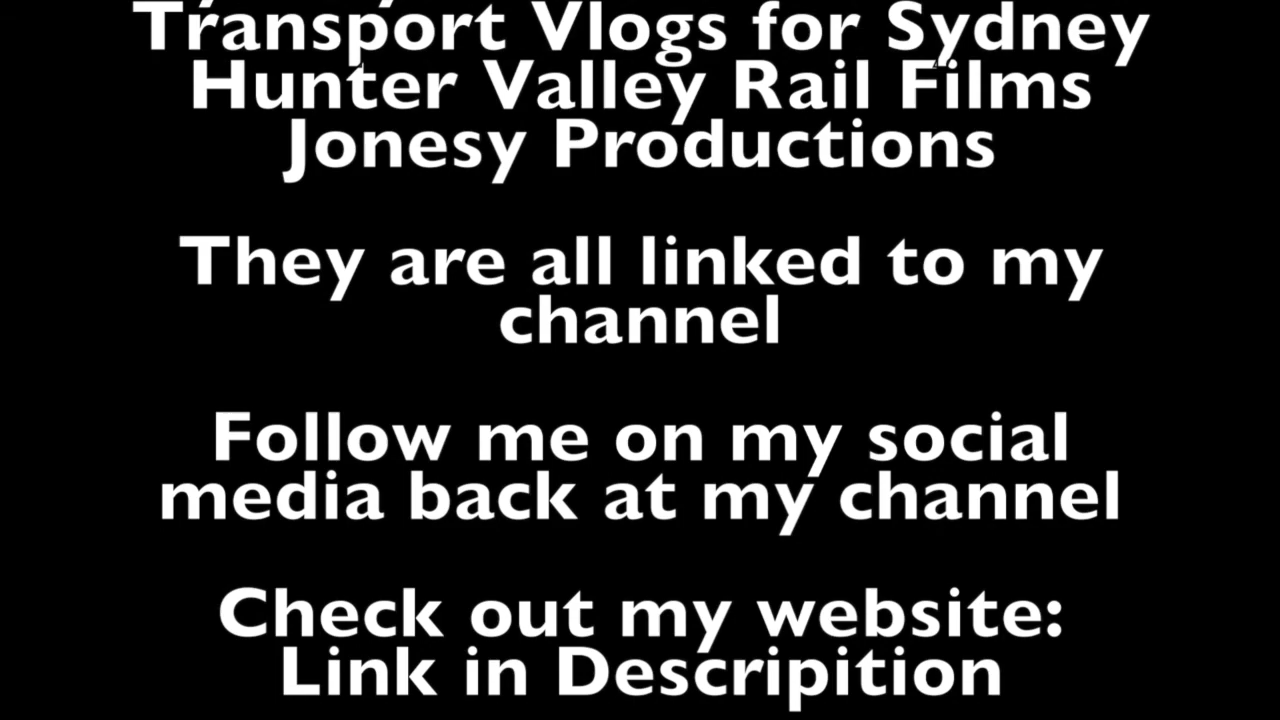 Transport Vlogs for Sydney
Hunter Valley Rail Films
Jonesy Productions
They are all linked to my
channel
Follow me on my social
media back at my channel
Check out my website:
Link in Descripition